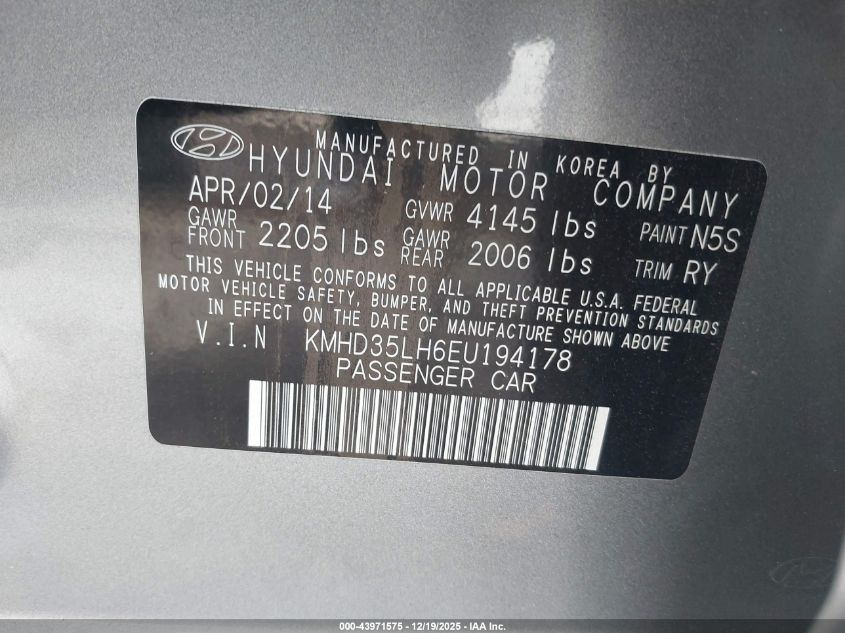 MANUFACTURED IN KOREA BY
HYUNDAI MOTOR COMPANY
APR/02/14 GVWR 4145 lbs PAINT N5S
GAWR FRONT 2205 lbs GAWR REAR 2006 lbs TRIM RY
THIS VEHICLE CONFORMS TO ALL APPLICABLE U.S.A. FEDERAL
MOTOR VEHICLE SAFETY, BUMPER, AND THEFT PREVENTION STANDARDS
IN EFFECT ON THE DATE OF MANUFACTURE SHOWN ABOVE
V.I.N KMHD35LH6EU194178
PASSENGER CAR
000-43971575 - 12/19/2025 - IAA Inc.